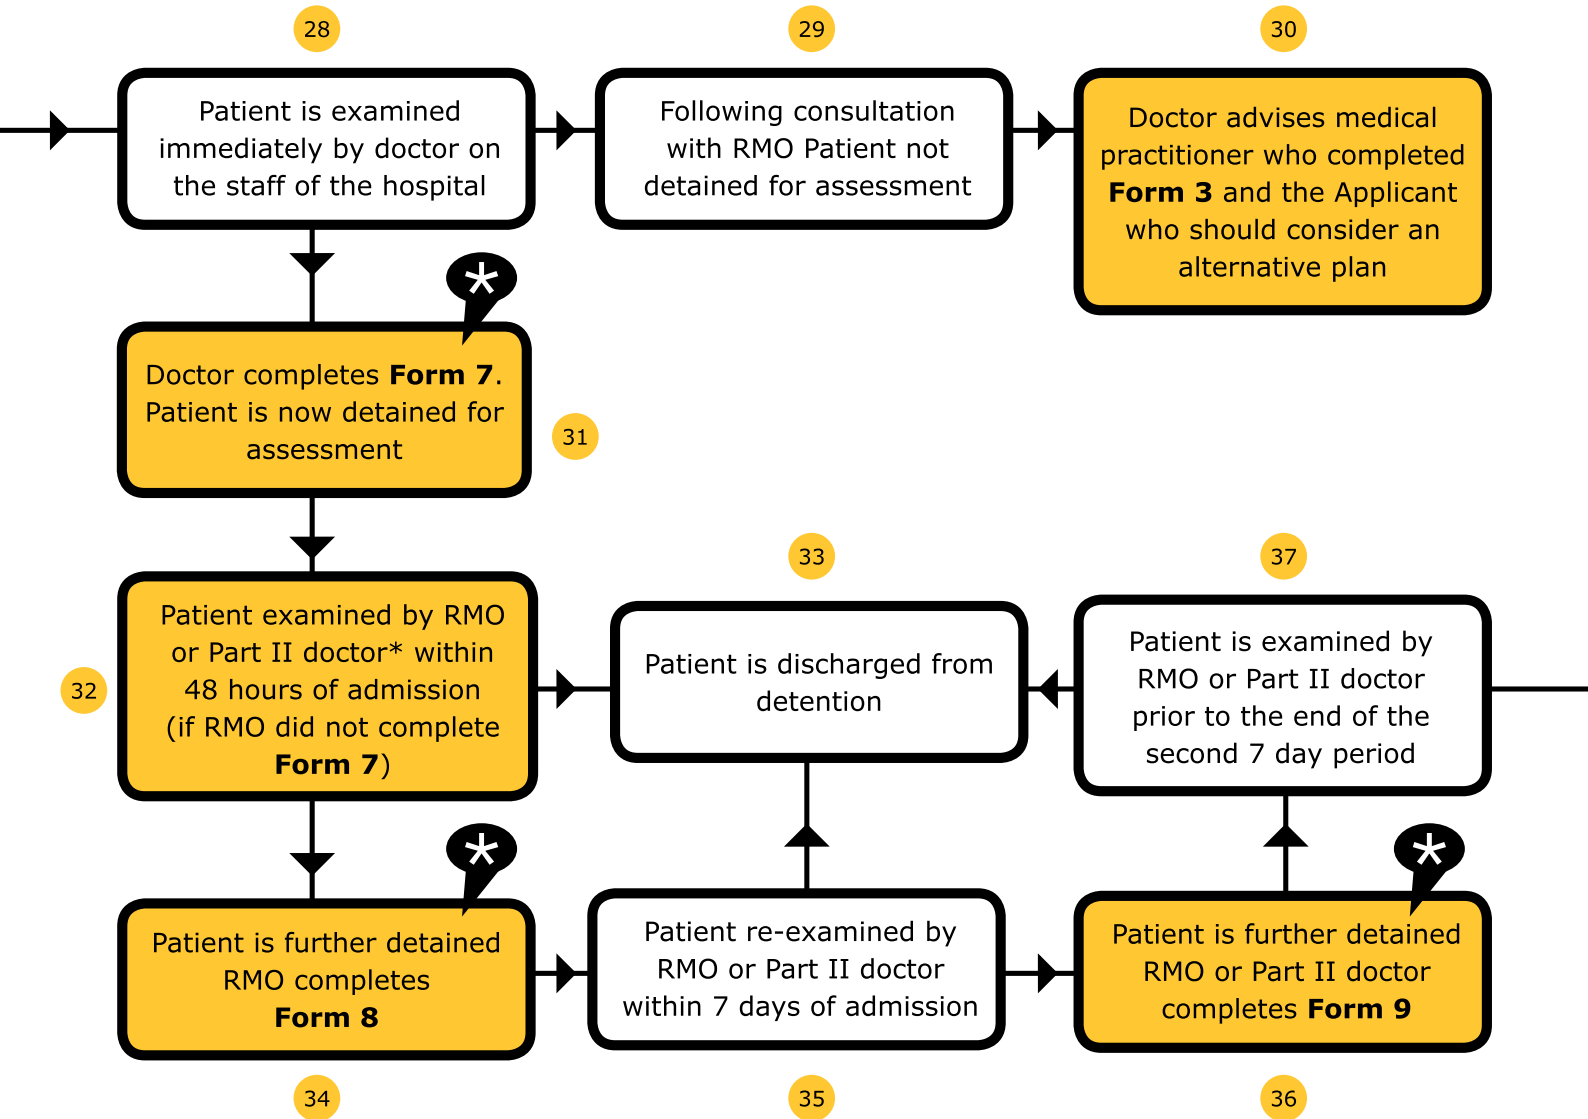 28
29
30
Patient is examined
immediately by doctor on
the staff of the hospital
Following consultation
with RMO Patient not
detained for assessment
Doctor advises medical
practitioner who completed
Form 3 and the Applicant
who should consider an
alternative plan
*
Doctor completes Form 7.
Patient is now detained for
assessment
31
32
Patient examined by RMO
or Part II doctor* within
48 hours of admission
(if RMO did not complete
Form 7)
33
Patient is discharged from
detention
37
Patient is examined by
RMO or Part II doctor
prior to the end of the
second 7 day period
*
Patient is further detained
RMO completes
Form 8
34
Patient re-examined by
RMO or Part II doctor
within 7 days of admission
35
*
Patient is further detained
RMO or Part II doctor
completes Form 9
36